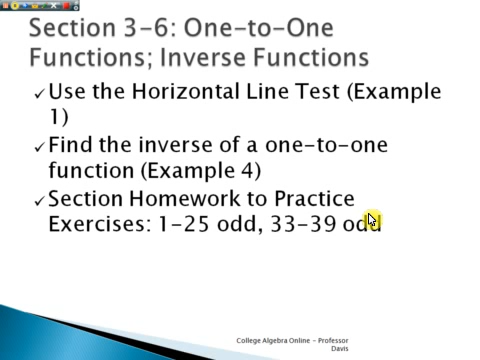 Section 3-6: One-to-One
Functions; Inverse Functions
Use the Horizontal Line Test (Example
1)
Find the inverse of a one-to-one
function (Example 4)
Section Homework to Practice
Exercises: 1-25 odd, 33-39 odd
College Algebra Online - Professor
Davis